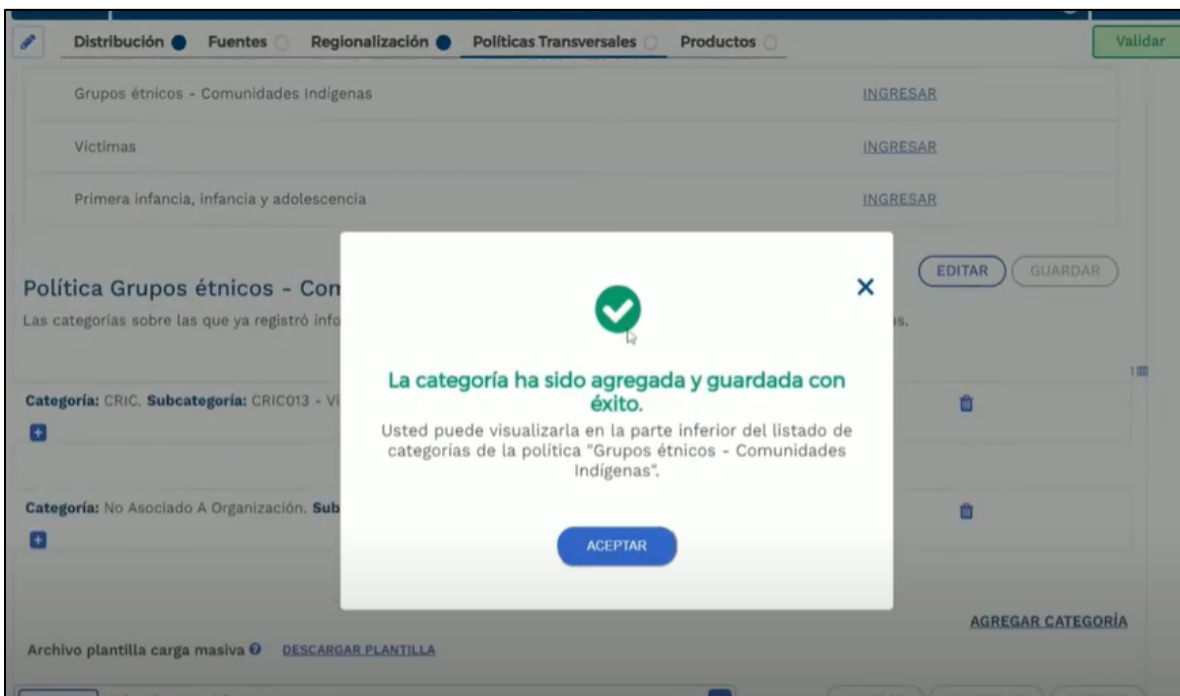 Distribución Fuentes Regionalización Políticas Transversales Productos Validar
Grupos étnicos - Comunidades Indígenas INGRESAR
Víctimas INGRESAR
Primera infancia, infancia y adolescencia INGRESAR
EDITAR GUARDAR
Política Grupos étnicos - Com
Las categorías sobre las que ya registró info
La categoría ha sido agregada y guardada con
éxito.
Usted puede visualizarla en la parte inferior del listado de
categorías de la política "Grupos étnicos - Comunidades
Indígenas".
ACEPTAR
Categoría: CRIC. Subcategoría: CRIC013 - Vi
Categoría: No Asociado A Organización. Sub
AGREGAR CATEGORÍA
Archivo plantilla carga masiva DESCARGAR PLANTILLA